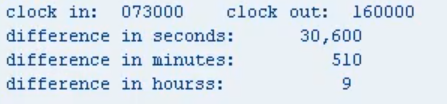 clock in:  073000    clock out:  160000
difference in seconds:       30,600
difference in minutes:          510
difference in hourss:             9